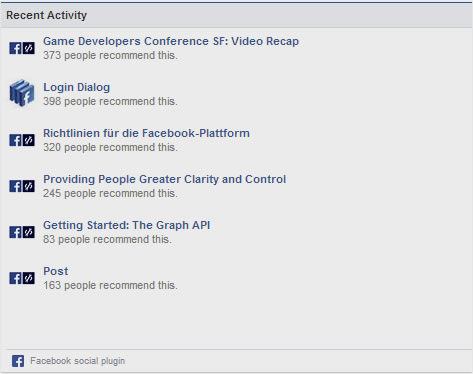 Recent Activity
Game Developers Conference SF: Video Recap
373 people recommend this.
Login Dialog
398 people recommend this.
Richtlinien für die Facebook-Plattform
320 people recommend this.
Providing People Greater Clarity and Control
245 people recommend this.
Getting Started: The Graph API
83 people recommend this.
Post
163 people recommend this.
Facebook social plugin